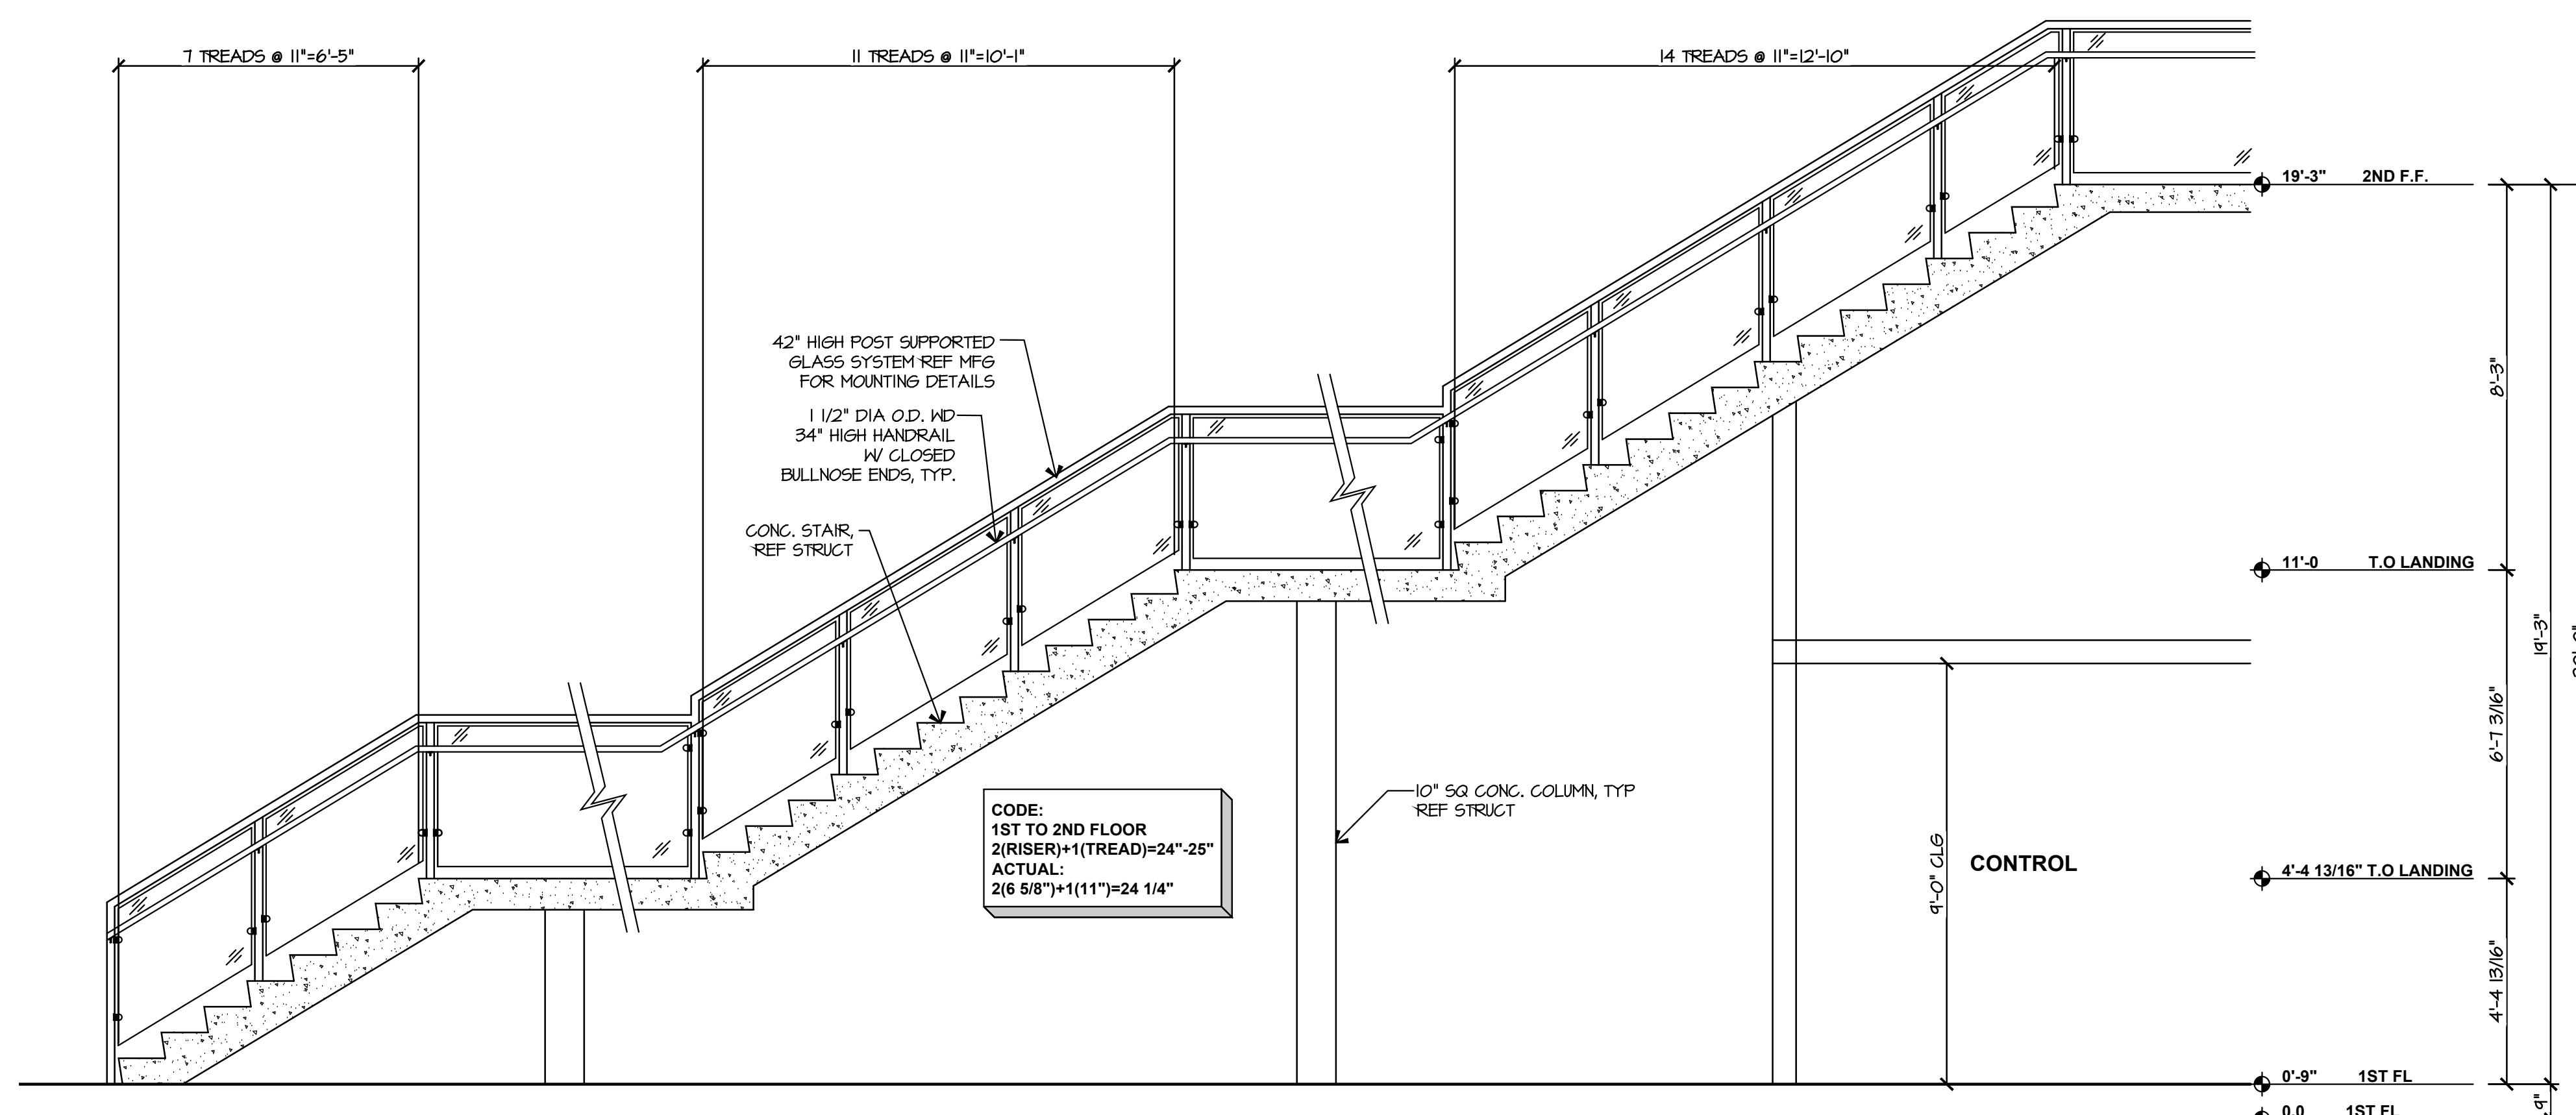 7 TREADS @ 11"=6'-5"
11 TREADS @ 11"=10'-1"
14 TREADS @ 11"=12'-10"
19'-3" 2ND F.F.
42" HIGH POST SUPPORTED
GLASS SYSTEM REF MFG
FOR MOUNTING DETAILS
1 1/2" DIA O.D. WD
34" HIGH HANDRAIL
W/ CLOSED
BULLNOSE ENDS, TYP.
CONC. STAIR,
REF STRUCT
8'-3"
11'-0 T.O LANDING
19'-3"
6'-7 3/16"
10" SQ CONC. COLUMN, TYP
REF STRUCT
CODE:
1ST TO 2ND FLOOR
2(RISER)+1(TREAD)=24"-25"
ACTUAL:
2(6 5/8")+1(11")=24 1/4"
9'-0" CLG
CONTROL
4'-4 13/16" T.O LANDING
4'-4 13/16"
0'-9" 1ST FL
0.0 1ST FL